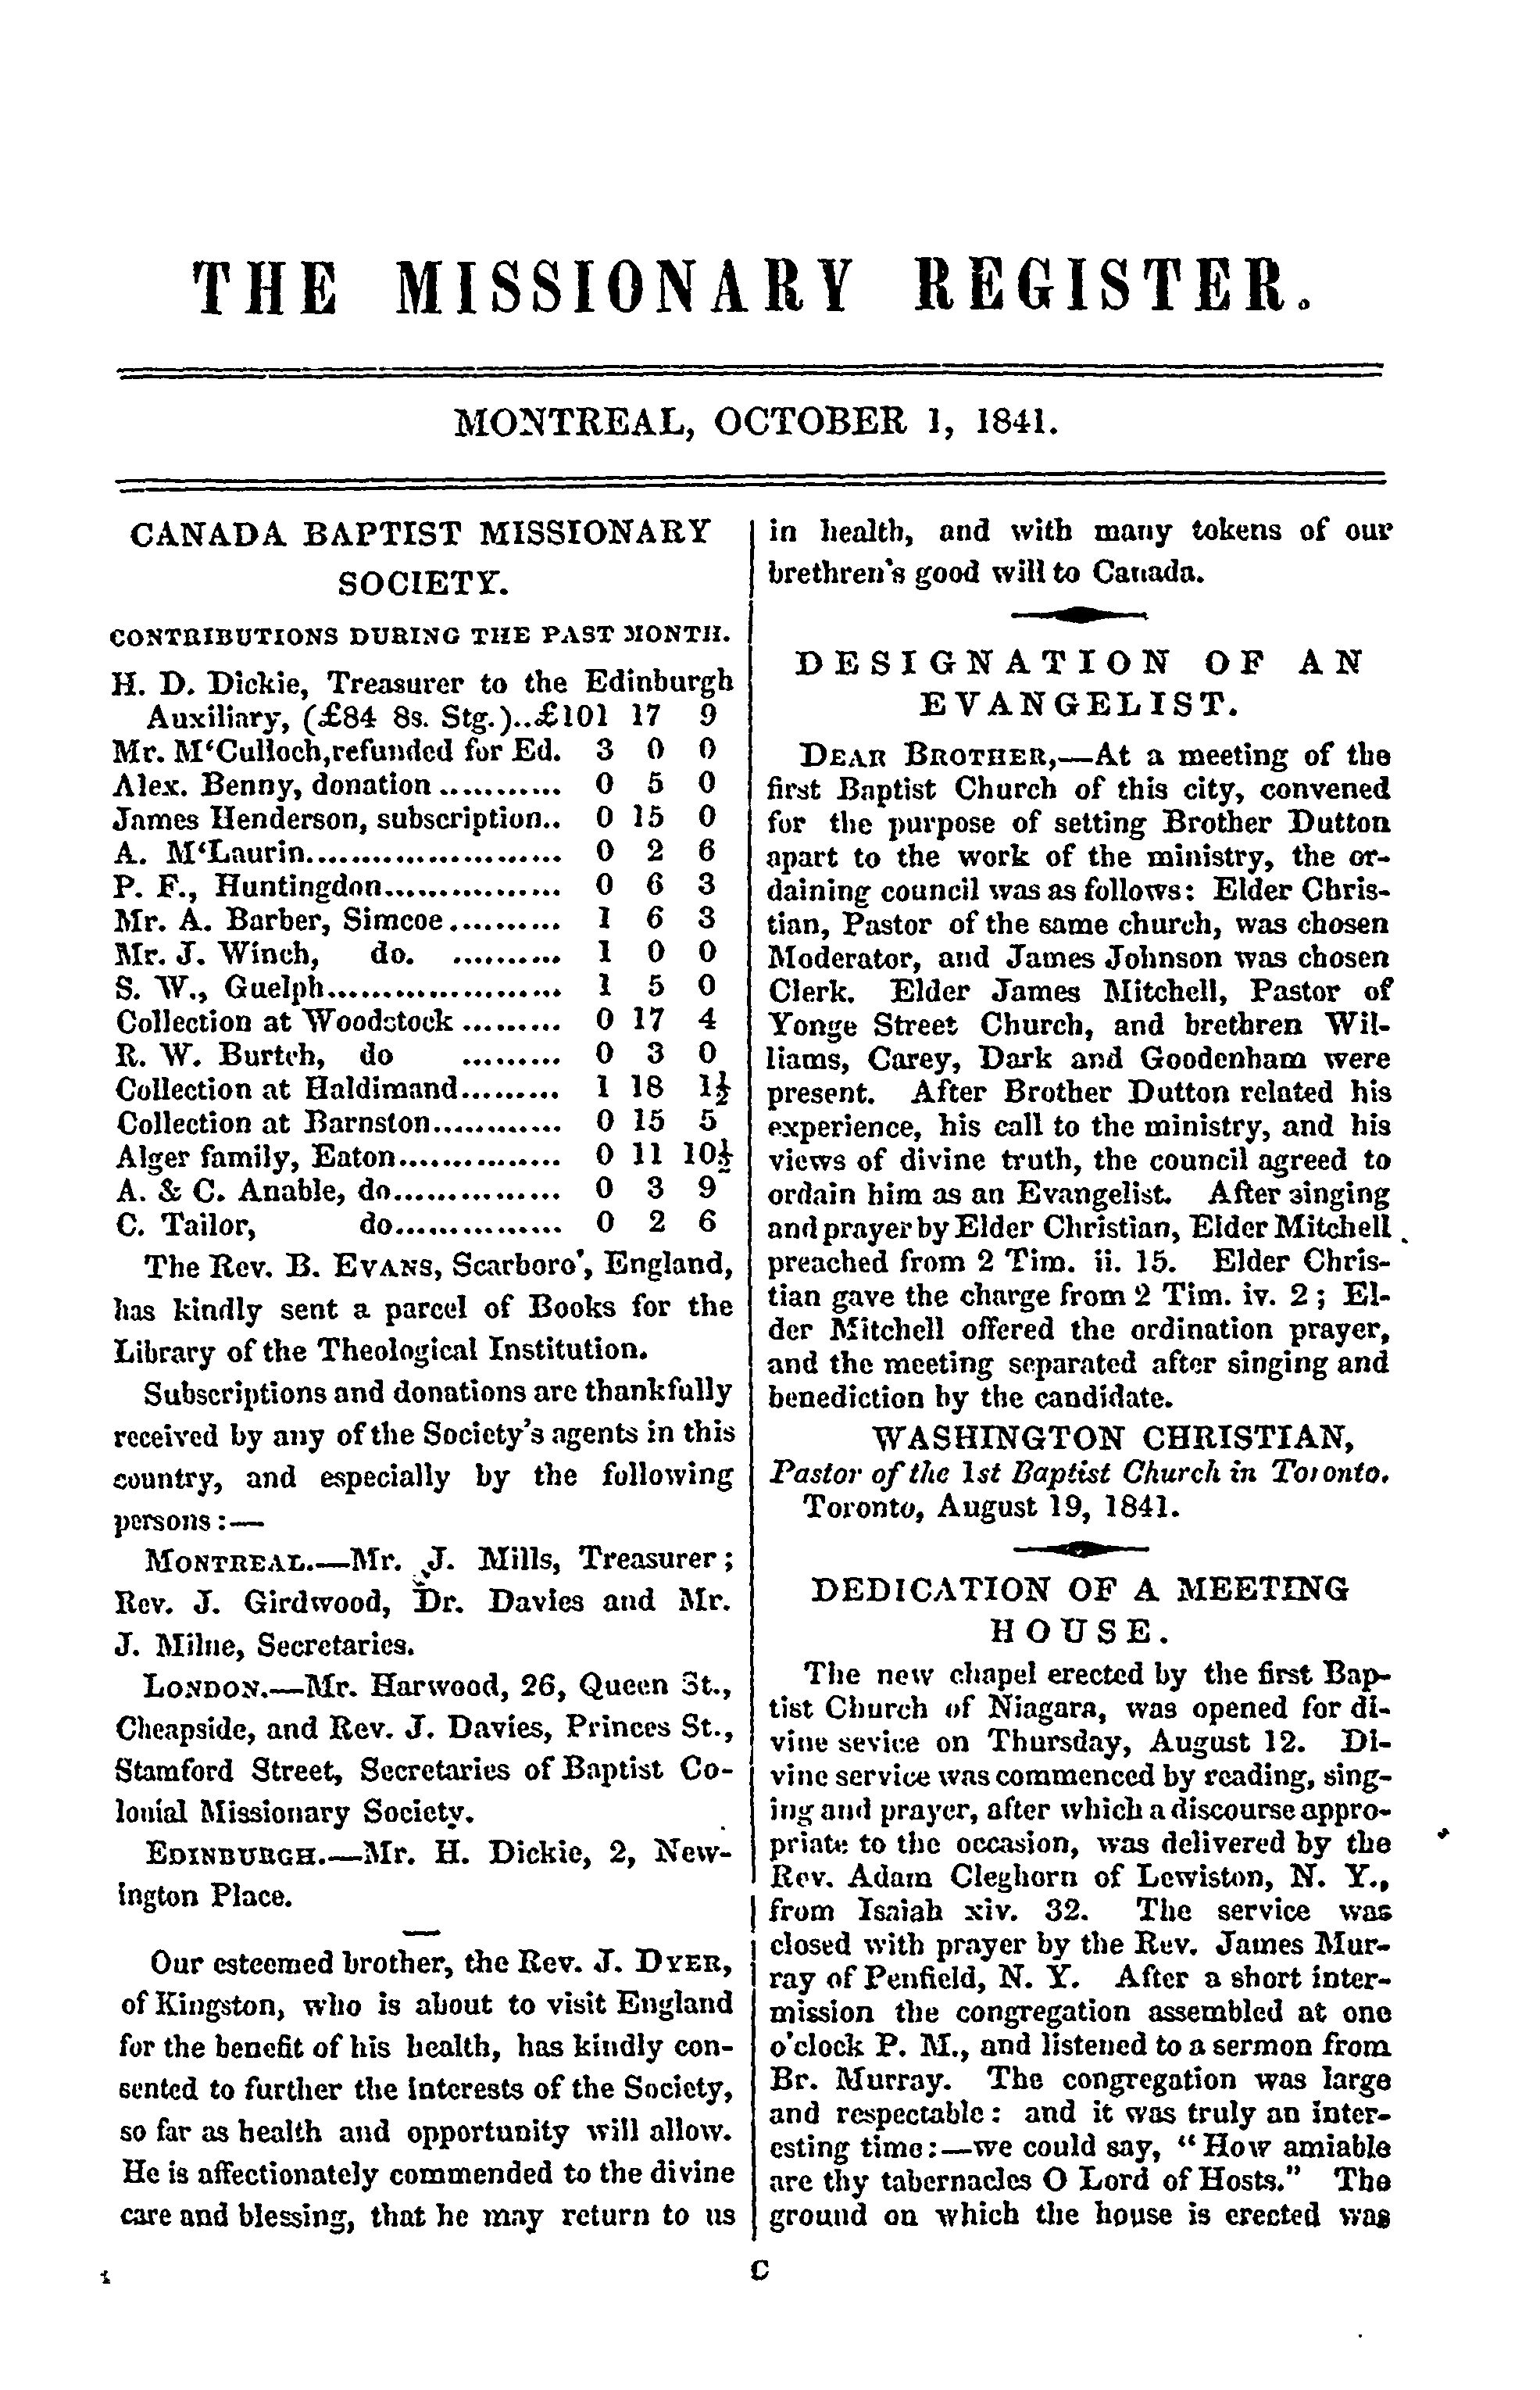 THE MISSIONARY REGISTER.
MONTREAL, OCTOBER 1, 1841.
CANADA BAPTIST MISSIONARY
SOCIETY.
CONTRIBUTIONS DURING THE PAST MONTH.
H. D. Dickie, Treasurer to the Edinburgh
Auxiliary, (£84 8s. Stg.)..£101 17 9
Mr. M‘Culloch,refunded for Ed. 3 0 0
Alex. Benny, donation ........... 0 5 0
James Henderson, subscription.. 0 15 0
A. M‘Laurin....................... 0 2 6
P. F., Huntingdon................ 0 6 3
Mr. A. Barber, Simcoe.......... 1 6 3
Mr. J. Winch, do. .......... 1 0 0
S. W., Guelph..................... 1 5 0
Collection at Woodstock ......... 0 17 4
R. W. Burtch, do ......... 0 3 0
Collection at Haldimand......... 1 18 1½
Collection at Barnston............ 0 15 5
Alger family, Eaton............... 0 11 10½
A. & C. Anable, do............... 0 3 9
C. Tailor, do............... 0 2 6
The Rev. B. EVANS, Scarboro', England,
has kindly sent a parcel of Books for the
Library of the Theological Institution.
Subscriptions and donations are thankfully
received by any of the Society's agents in this
country, and especially by the following
persons :—
MONTREAL.—Mr. J. Mills, Treasurer ;
Rev. J. Girdwood, Dr. Davies and Mr.
J. Milne, Secretaries.
LONDON.—Mr. Harwood, 26, Queen St.,
Cheapside, and Rev. J. Davies, Princes St.,
Stamford Street, Secretaries of Baptist Co-
lonial Missionary Society.
EDINBURGH.—Mr. H. Dickie, 2, New-
ington Place.
Our esteemed brother, the Rev. J. DYER,
of Kingston, who is about to visit England
for the benefit of his health, has kindly con-
sented to further the interests of the Society,
so far as health and opportunity will allow.
He is affectionately commended to the divine
care and blessing, that he may return to us
in health, and with many tokens of our
brethren's good will to Canada.
DESIGNATION OF AN
EVANGELIST.
DEAR BROTHER,—At a meeting of the
first Baptist Church of this city, convened
for the purpose of setting Brother Dutton
apart to the work of the ministry, the or-
daining council was as follows: Elder Chris-
tian, Pastor of the same church, was chosen
Moderator, and James Johnson was chosen
Clerk. Elder James Mitchell, Pastor of
Yonge Street Church, and brethren Wil-
liams, Carey, Dark and Goodenham were
present. After Brother Dutton related his
experience, his call to the ministry, and his
views of divine truth, the council agreed to
ordain him as an Evangelist. After singing
and prayer by Elder Christian, Elder Mitchell
preached from 2 Tim. ii. 15. Elder Chris-
tian gave the charge from 2 Tim. iv. 2 ; El-
der Mitchell offered the ordination prayer,
and the meeting separated after singing and
benediction by the candidate.
WASHINGTON CHRISTIAN,
Pastor of the 1st Baptist Church in Toronto.
Toronto, August 19, 1841.
DEDICATION OF A MEETING
HOUSE.
The new chapel erected by the first Bap-
tist Church of Niagara, was opened for di-
vine sevice on Thursday, August 12. Di-
vine service was commenced by reading, sing-
ing and prayer, after which a discourse appro-
priate to the occasion, was delivered by the
Rev. Adam Cleghorn of Lewiston, N. Y.,
from Isaiah xiv. 32. The service was
closed with prayer by the Rev. James Mur-
ray of Penfield, N. Y. After a short inter-
mission the congregation assembled at one
o'clock P. M., and listened to a sermon from
Br. Murray. The congregation was large
and respectable : and it was truly an inter-
esting time :—we could say, “How amiable
are thy tabernacles O Lord of Hosts.” The
ground on which the house is erected was
C